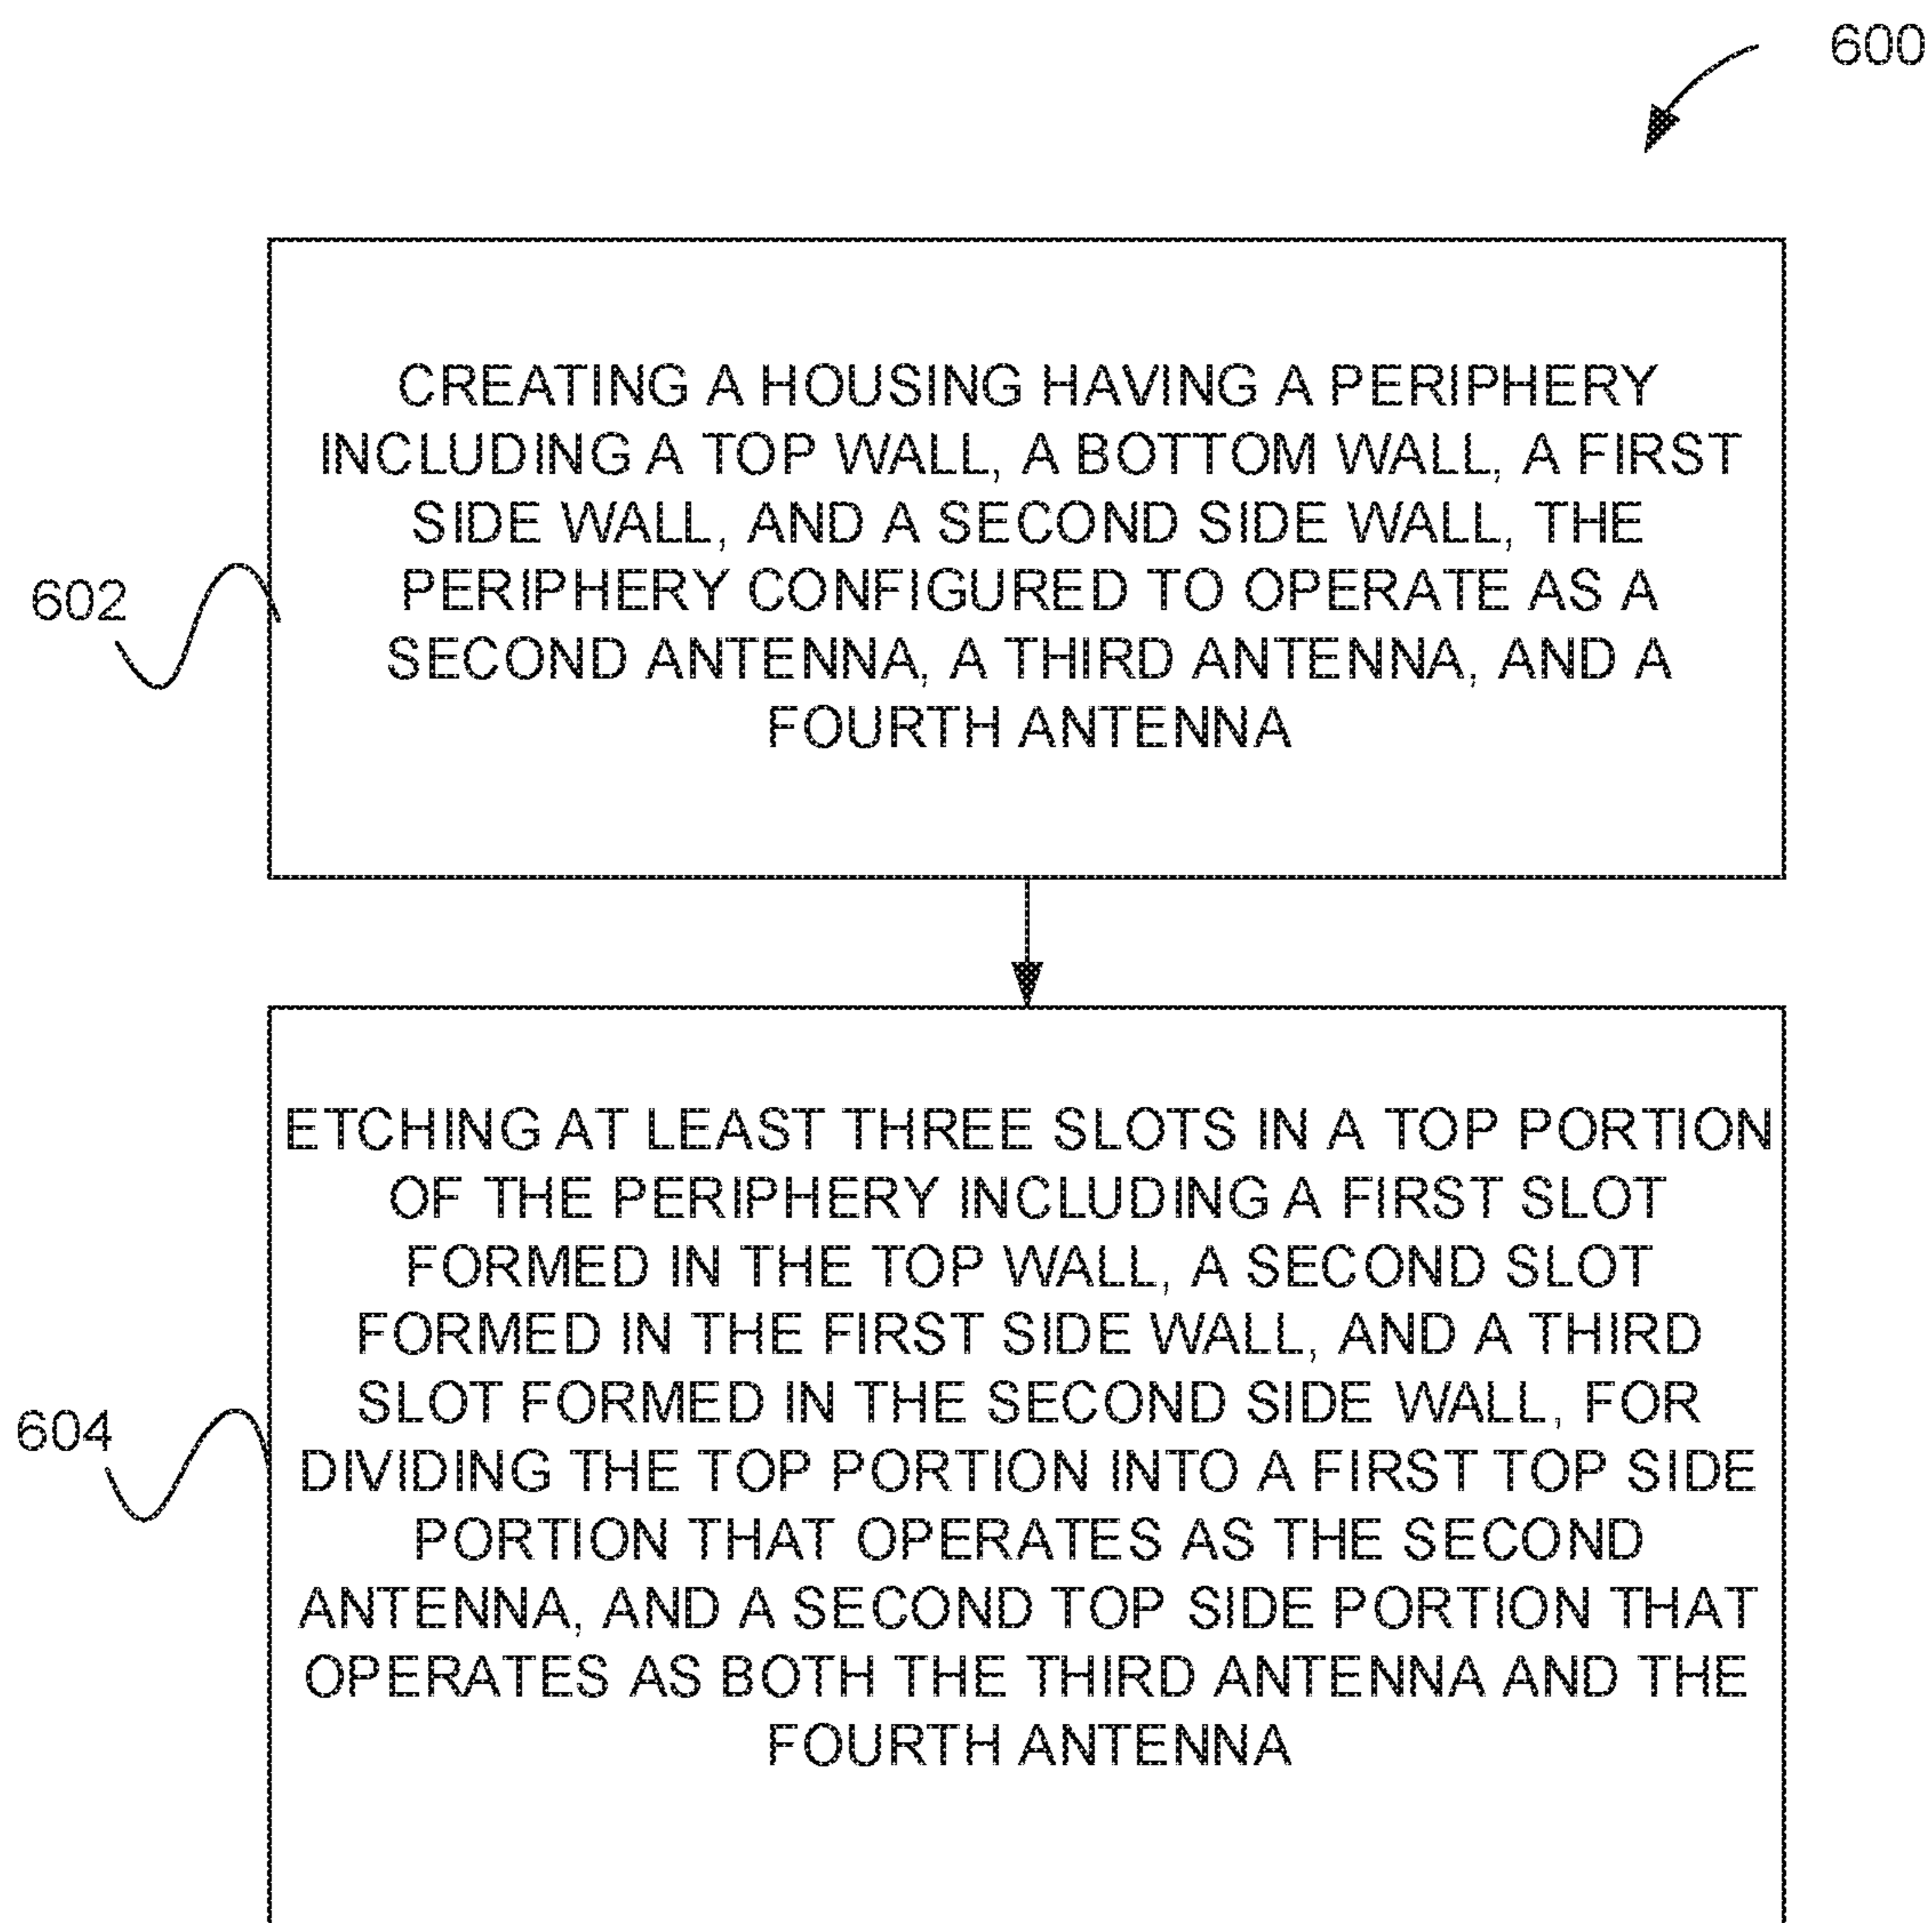 600
CREATING A HOUSING HAVING A PERIPHERY
INCLUDING A TOP WALL, A BOTTOM WALL, A FIRST
SIDE WALL, AND A SECOND SIDE WALL, THE
PERIPHERY CONFIGURED TO OPERATE AS A
SECOND ANTENNA, A THIRD ANTENNA, AND A
FOURTH ANTENNA
602
ETCHING AT LEAST THREE SLOTS IN A TOP PORTION
OF THE PERIPHERY INCLUDING A FIRST SLOT
FORMED IN THE TOP WALL, A SECOND SLOT
FORMED IN THE FIRST SIDE WALL, AND A THIRD
SLOT FORMED IN THE SECOND SIDE WALL, FOR
DIVIDING THE TOP PORTION INTO A FIRST TOP SIDE
PORTION THAT OPERATES AS THE SECOND
ANTENNA, AND A SECOND TOP SIDE PORTION THAT
OPERATES AS BOTH THE THIRD ANTENNA AND THE
FOURTH ANTENNA
604